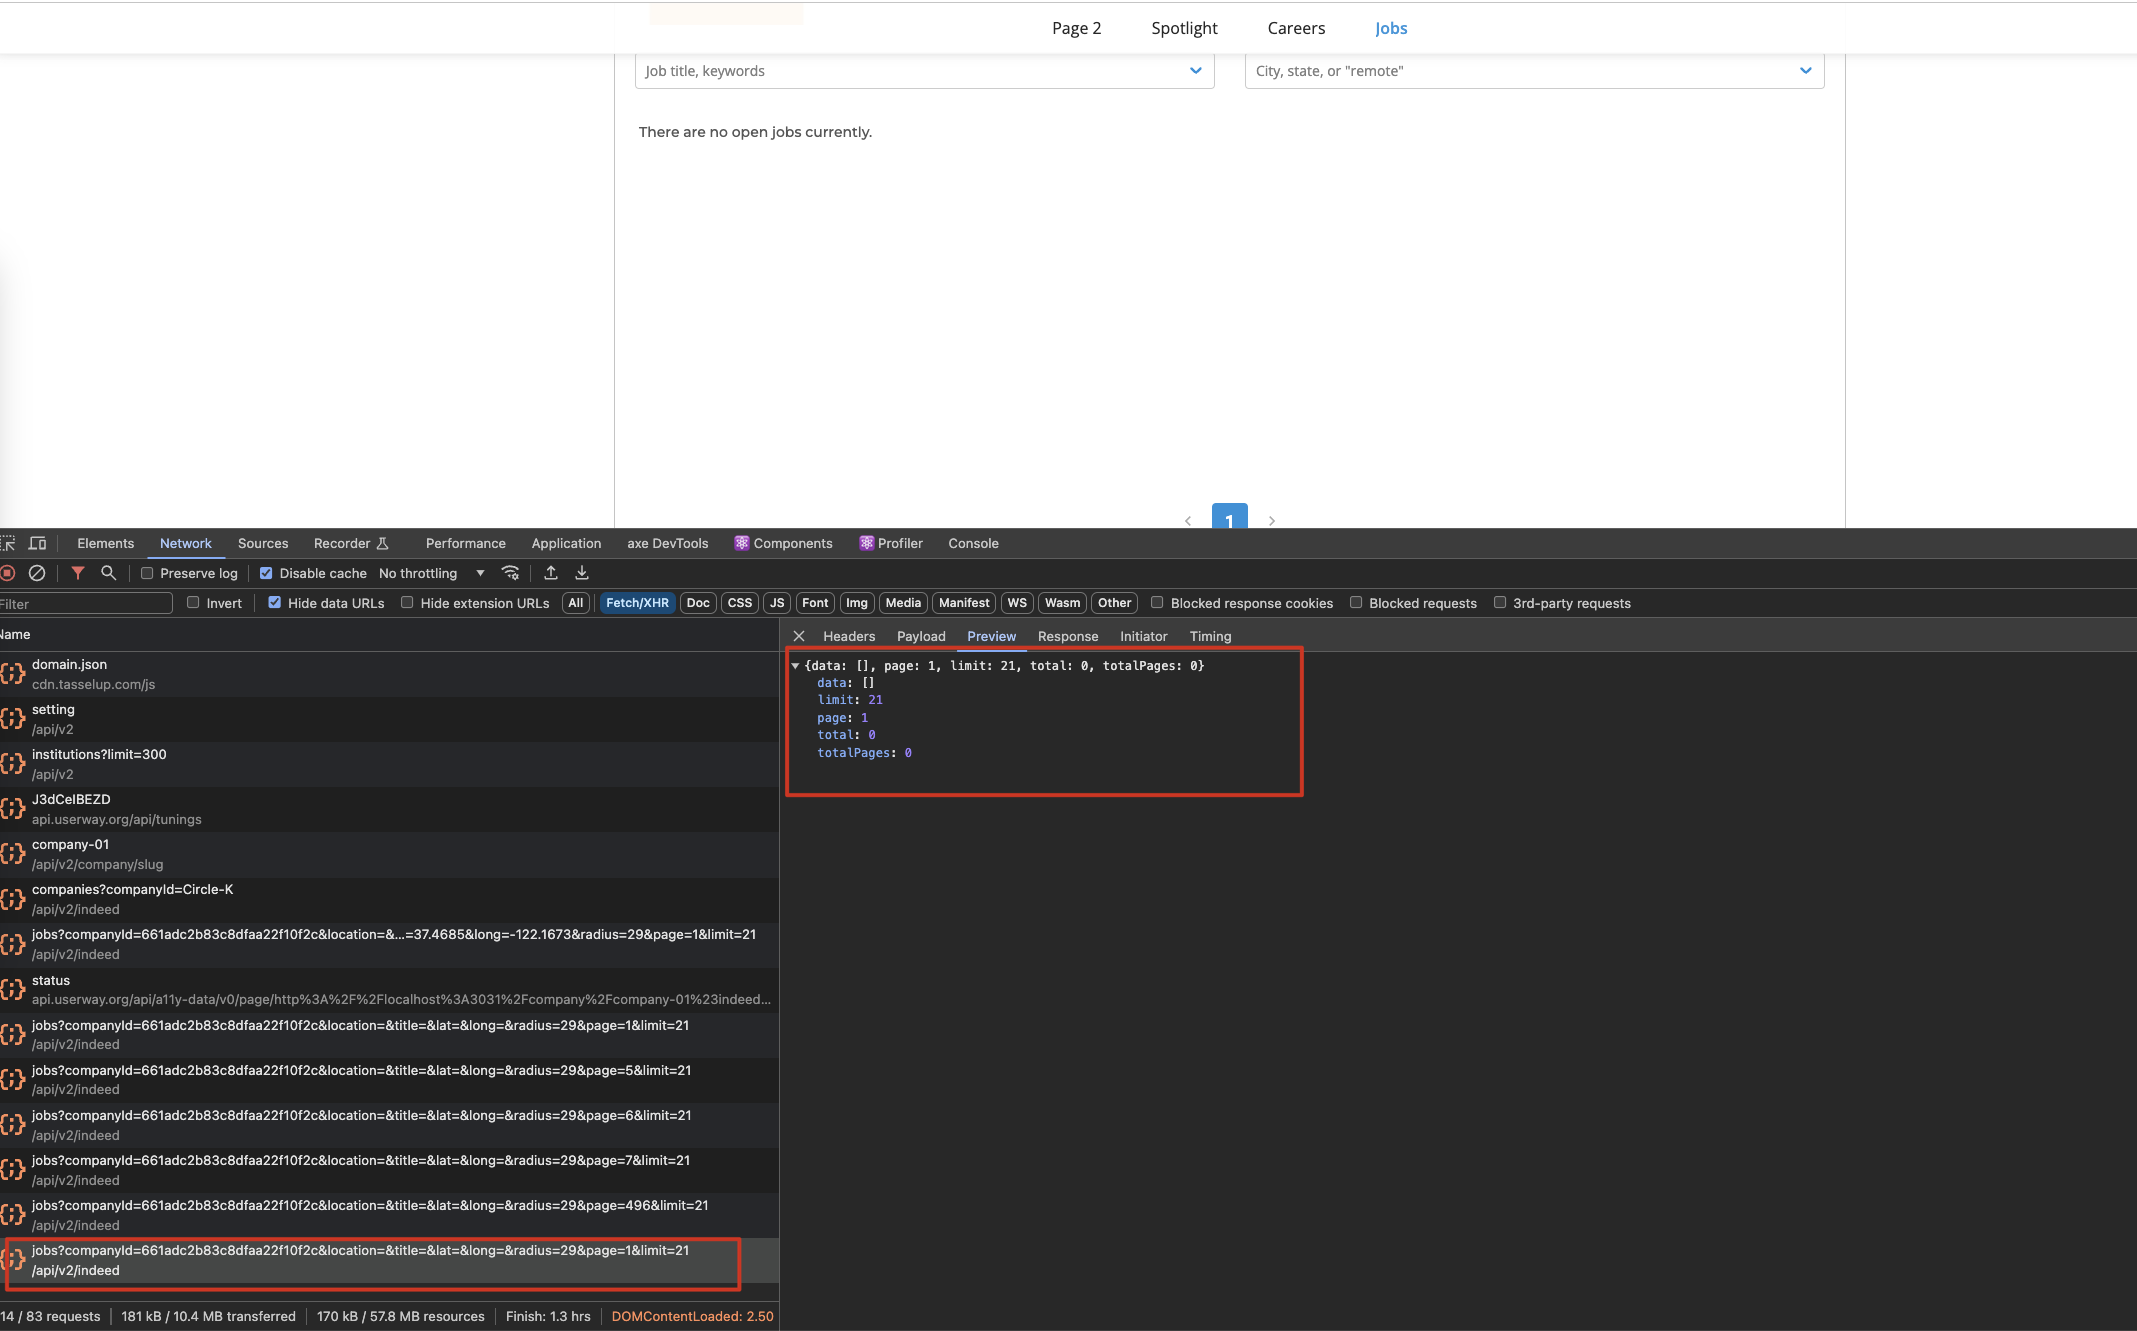 Page 2 Spotlight Careers Jobs
Job title, keywords City, state, or "remote"
There are no open jobs currently.
1
Elements Network Sources Recorder Performance Application axe DevTools Components Profiler Console
Preserve log Disable cache No throttling
Filter Invert Hide data URLs Hide extension URLs All Fetch/XHR Doc CSS JS Font Img Media Manifest WS Wasm Other Blocked response cookies Blocked requests 3rd-party requests
Name
Headers Payload Preview Response Initiator Timing
domain.json
cdn.tasselup.com/js
setting
/api/v2
institutions?limit=300
/api/v2
J3dCeIBEZD
api.userway.org/api/tunings
company-01
/api/v2/company/slug
companies?companyId=Circle-K
/api/v2/indeed
jobs?companyId=661adc2b83c8dfaa22f10f2c&location=&...=37.4685&long=-122.1673&radius=29&page=1&limit=21
/api/v2/indeed
status
api.userway.org/api/a11y-data/v0/page/http%3A%2F%2Flocalhost%3A3031%2Fcompany%2Fcompany-01%23indeed...
jobs?companyId=661adc2b83c8dfaa22f10f2c&location=&title=&lat=&long=&radius=29&page=1&limit=21
/api/v2/indeed
jobs?companyId=661adc2b83c8dfaa22f10f2c&location=&title=&lat=&long=&radius=29&page=5&limit=21
/api/v2/indeed
jobs?companyId=661adc2b83c8dfaa22f10f2c&location=&title=&lat=&long=&radius=29&page=6&limit=21
/api/v2/indeed
jobs?companyId=661adc2b83c8dfaa22f10f2c&location=&title=&lat=&long=&radius=29&page=7&limit=21
/api/v2/indeed
jobs?companyId=661adc2b83c8dfaa22f10f2c&location=&title=&lat=&long=&radius=29&page=496&limit=21
/api/v2/indeed
jobs?companyId=661adc2b83c8dfaa22f10f2c&location=&title=&lat=&long=&radius=29&page=1&limit=21
/api/v2/indeed
{data: [], page: 1, limit: 21, total: 0, totalPages: 0}
data: []
limit: 21
page: 1
total: 0
totalPages: 0
14 / 83 requests 181 kB / 10.4 MB transferred 170 kB / 57.8 MB resources Finish: 1.3 hrs DOMContentLoaded: 2.50